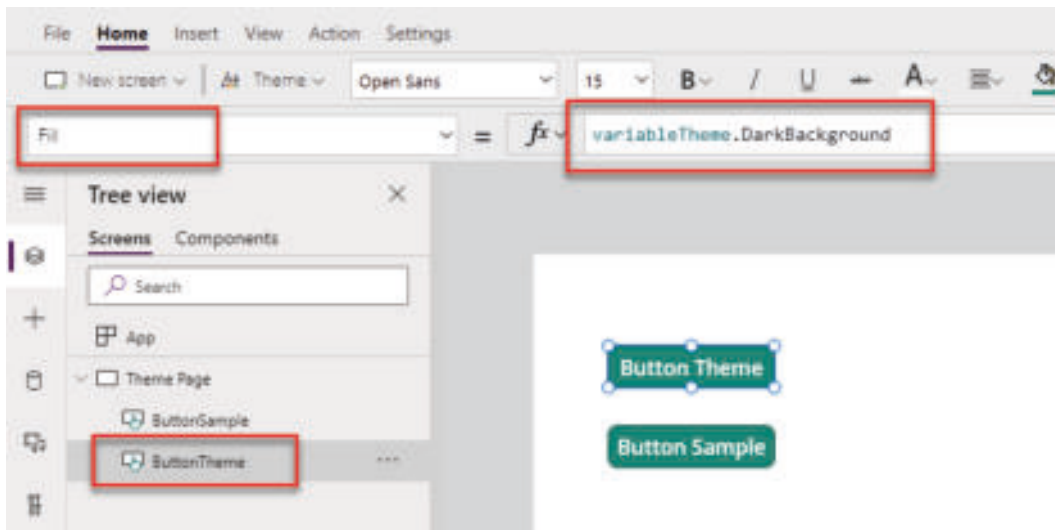 File Home Insert View Action Settings
New screen Theme Open Sans 15 B / U abc A
Fill = fx variableTheme.DarkBackground
Tree view
Screens Components
Search
App
Theme Page
ButtonSample
ButtonTheme ...
Button Theme
Button Sample